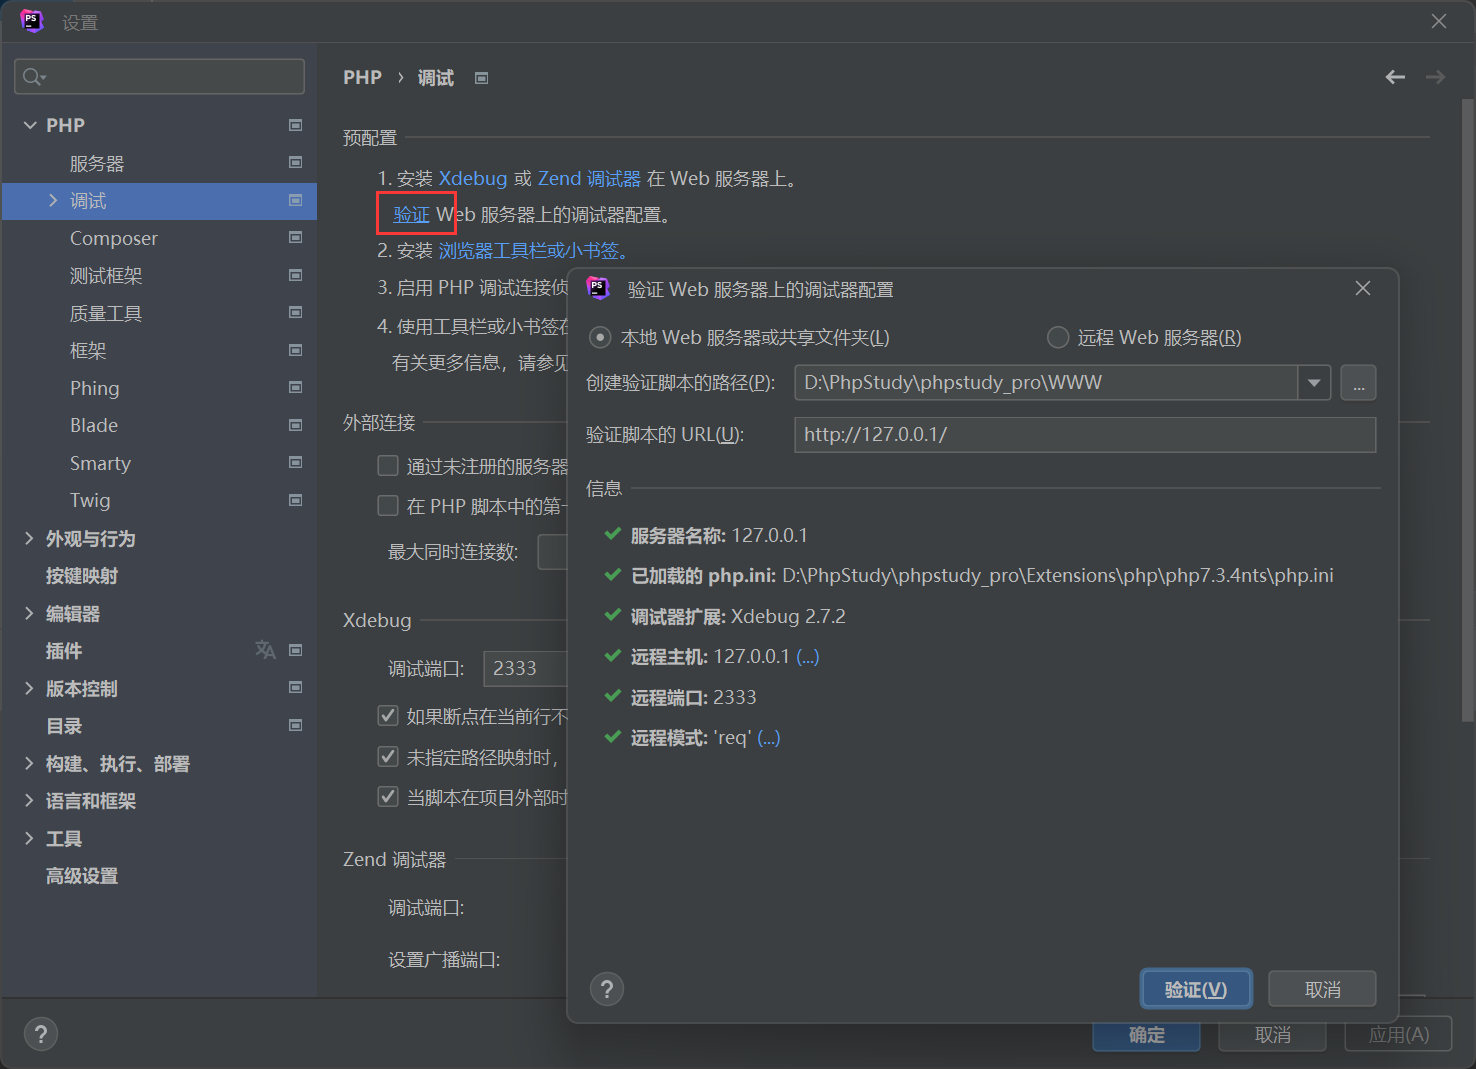 设置
PHP › 调试
PHP
服务器
调试
Composer
测试框架
质量工具
框架
Phing
Blade
Smarty
Twig
外观与行为
按键映射
编辑器
插件
版本控制
目录
构建、执行、部署
语言和框架
工具
高级设置
预配置
1. 安装 Xdebug 或 Zend 调试器 在 Web 服务器上。
验证 Web 服务器上的调试器配置。
2. 安装 浏览器工具栏或小书签。
3. 启用 PHP 调试连接侦
4. 使用工具栏或小书签在
有关更多信息，请参见
外部连接
通过未注册的服务器
在 PHP 脚本中的第一
最大同时连接数:
Xdebug
调试端口: 2333
如果断点在当前行不
未指定路径映射时，
当脚本在项目外部时
Zend 调试器
调试端口:
设置广播端口:
验证 Web 服务器上的调试器配置
本地 Web 服务器或共享文件夹(L)
远程 Web 服务器(R)
创建验证脚本的路径(P): D:\PhpStudy\phpstudy_pro\WWW ...
验证脚本的 URL(U): http://127.0.0.1/
信息
服务器名称: 127.0.0.1
已加载的 php.ini: D:\PhpStudy\phpstudy_pro\Extensions\php\php7.3.4nts\php.ini
调试器扩展: Xdebug 2.7.2
远程主机: 127.0.0.1 (...)
远程端口: 2333
远程模式: 'req' (...)
? 验证(V) 取消
? 确定 取消 应用(A)